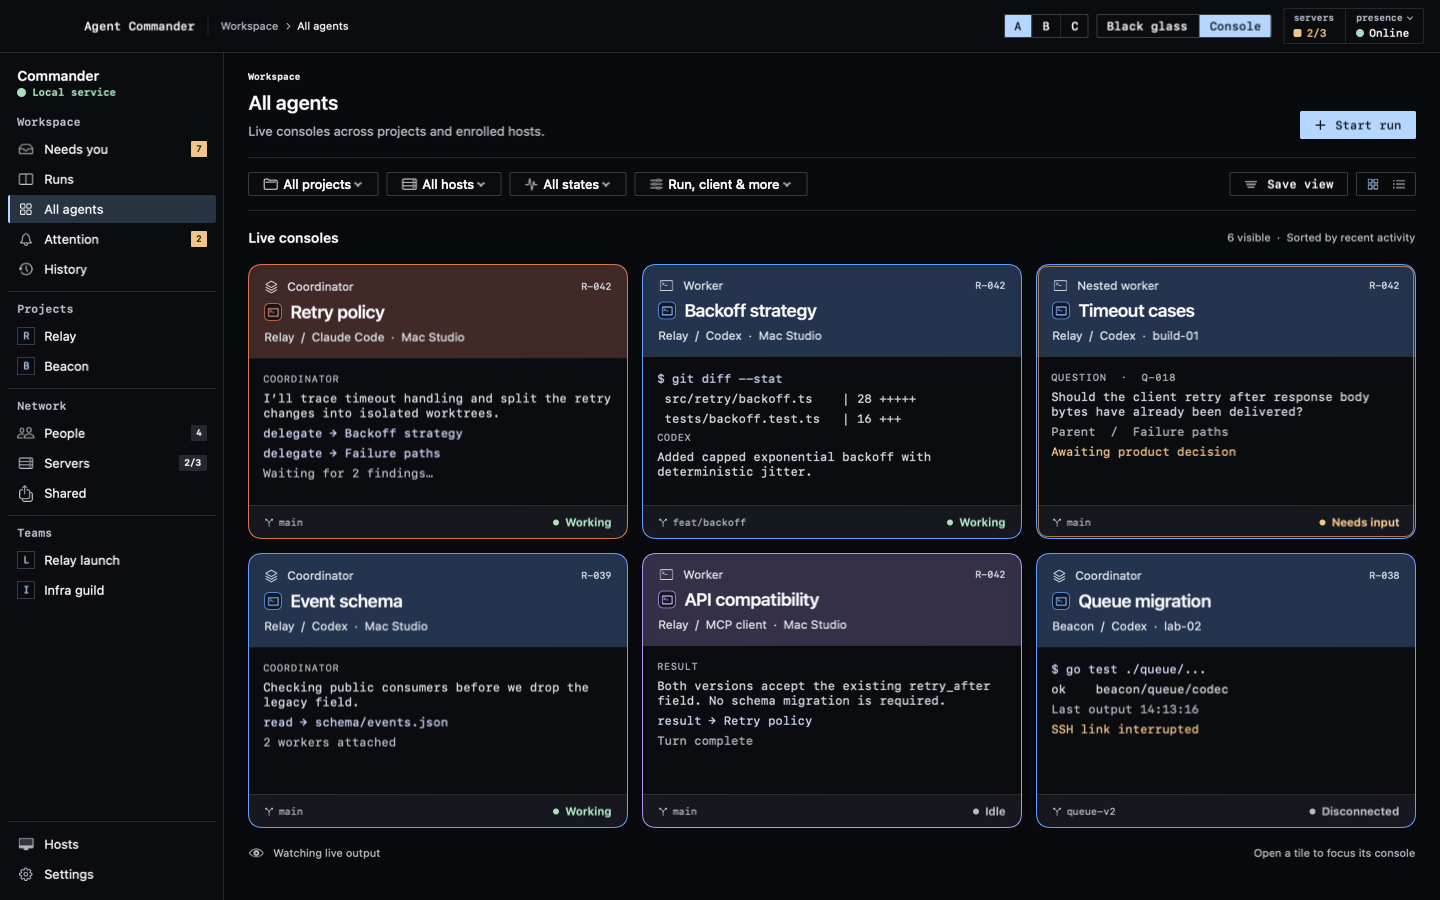 Agent Commander
Workspace > All agents
A B C
Black glass Console
servers
2/3
presence
Online
Commander
Local service
Workspace
Needs you 7
Runs
All agents
Attention 2
History
Projects
R Relay
B Beacon
Network
People 4
Servers 2/3
Shared
Teams
L Relay launch
I Infra guild
Hosts
Settings
Workspace
All agents
Live consoles across projects and enrolled hosts.
+ Start run
All projects
All hosts
All states
Run, client & more
Save view
Live consoles
6 visible · Sorted by recent activity
Coordinator R-042
Retry policy
Relay / Claude Code · Mac Studio
COORDINATOR
I'll trace timeout handling and split the retry
changes into isolated worktrees.
delegate → Backoff strategy
delegate → Failure paths
Waiting for 2 findings…
main Working
Worker R-042
Backoff strategy
Relay / Codex · Mac Studio
$ git diff --stat
src/retry/backoff.ts | 28 +++++
tests/backoff.test.ts | 16 +++
CODEX
Added capped exponential backoff with
deterministic jitter.
feat/backoff Working
Nested worker R-042
Timeout cases
Relay / Codex · build-01
QUESTION · Q-018
Should the client retry after response body
bytes have already been delivered?
Parent / Failure paths
Awaiting product decision
main Needs input
Coordinator R-039
Event schema
Relay / Codex · Mac Studio
COORDINATOR
Checking public consumers before we drop the
legacy field.
read → schema/events.json
2 workers attached
main Working
Worker R-042
API compatibility
Relay / MCP client · Mac Studio
RESULT
Both versions accept the existing retry_after
field. No schema migration is required.
result → Retry policy
Turn complete
main Idle
Coordinator R-038
Queue migration
Beacon / Codex · lab-02
$ go test ./queue/...
ok beacon/queue/codec
Last output 14:13:16
SSH link interrupted
queue-v2 Disconnected
Watching live output
Open a tile to focus its console